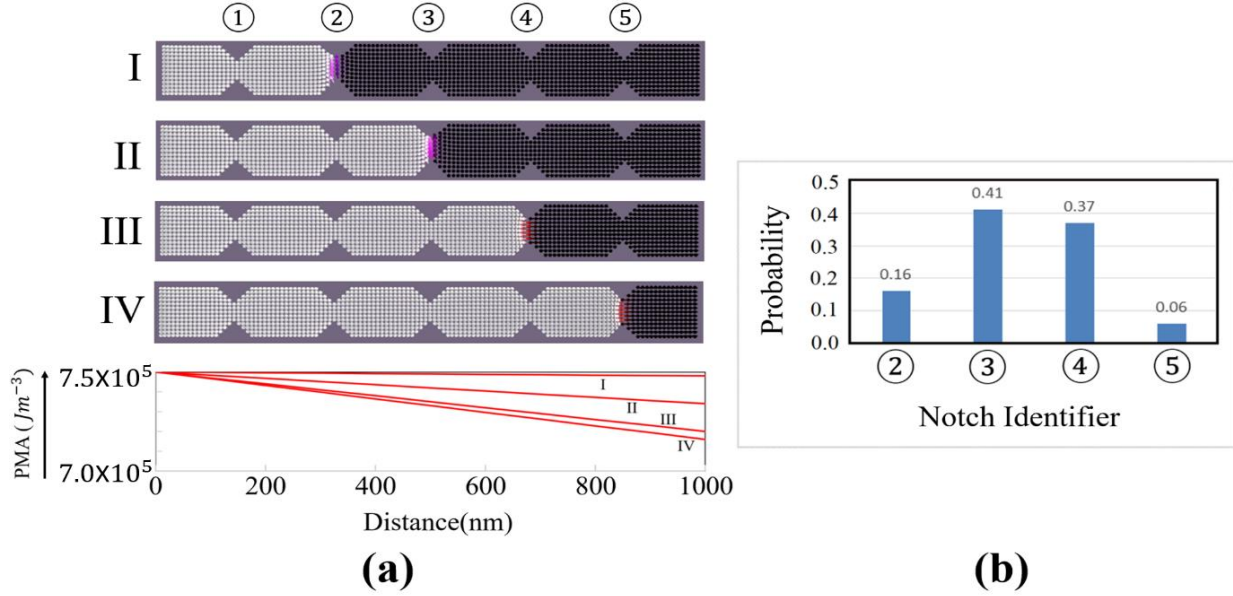 ① ② ③ ④ ⑤
I
II
III
IV
PMA ( Jm⁻³)
7.5X10⁵
7.0X10⁵
I
II
III
IV
0 200 400 600 800 1000
Distance(nm)
(a)
Probability
0.5
0.4
0.3
0.2
0.1
0.0
0.16
0.41
0.37
0.06
② ③ ④ ⑤
Notch Identifier
(b)